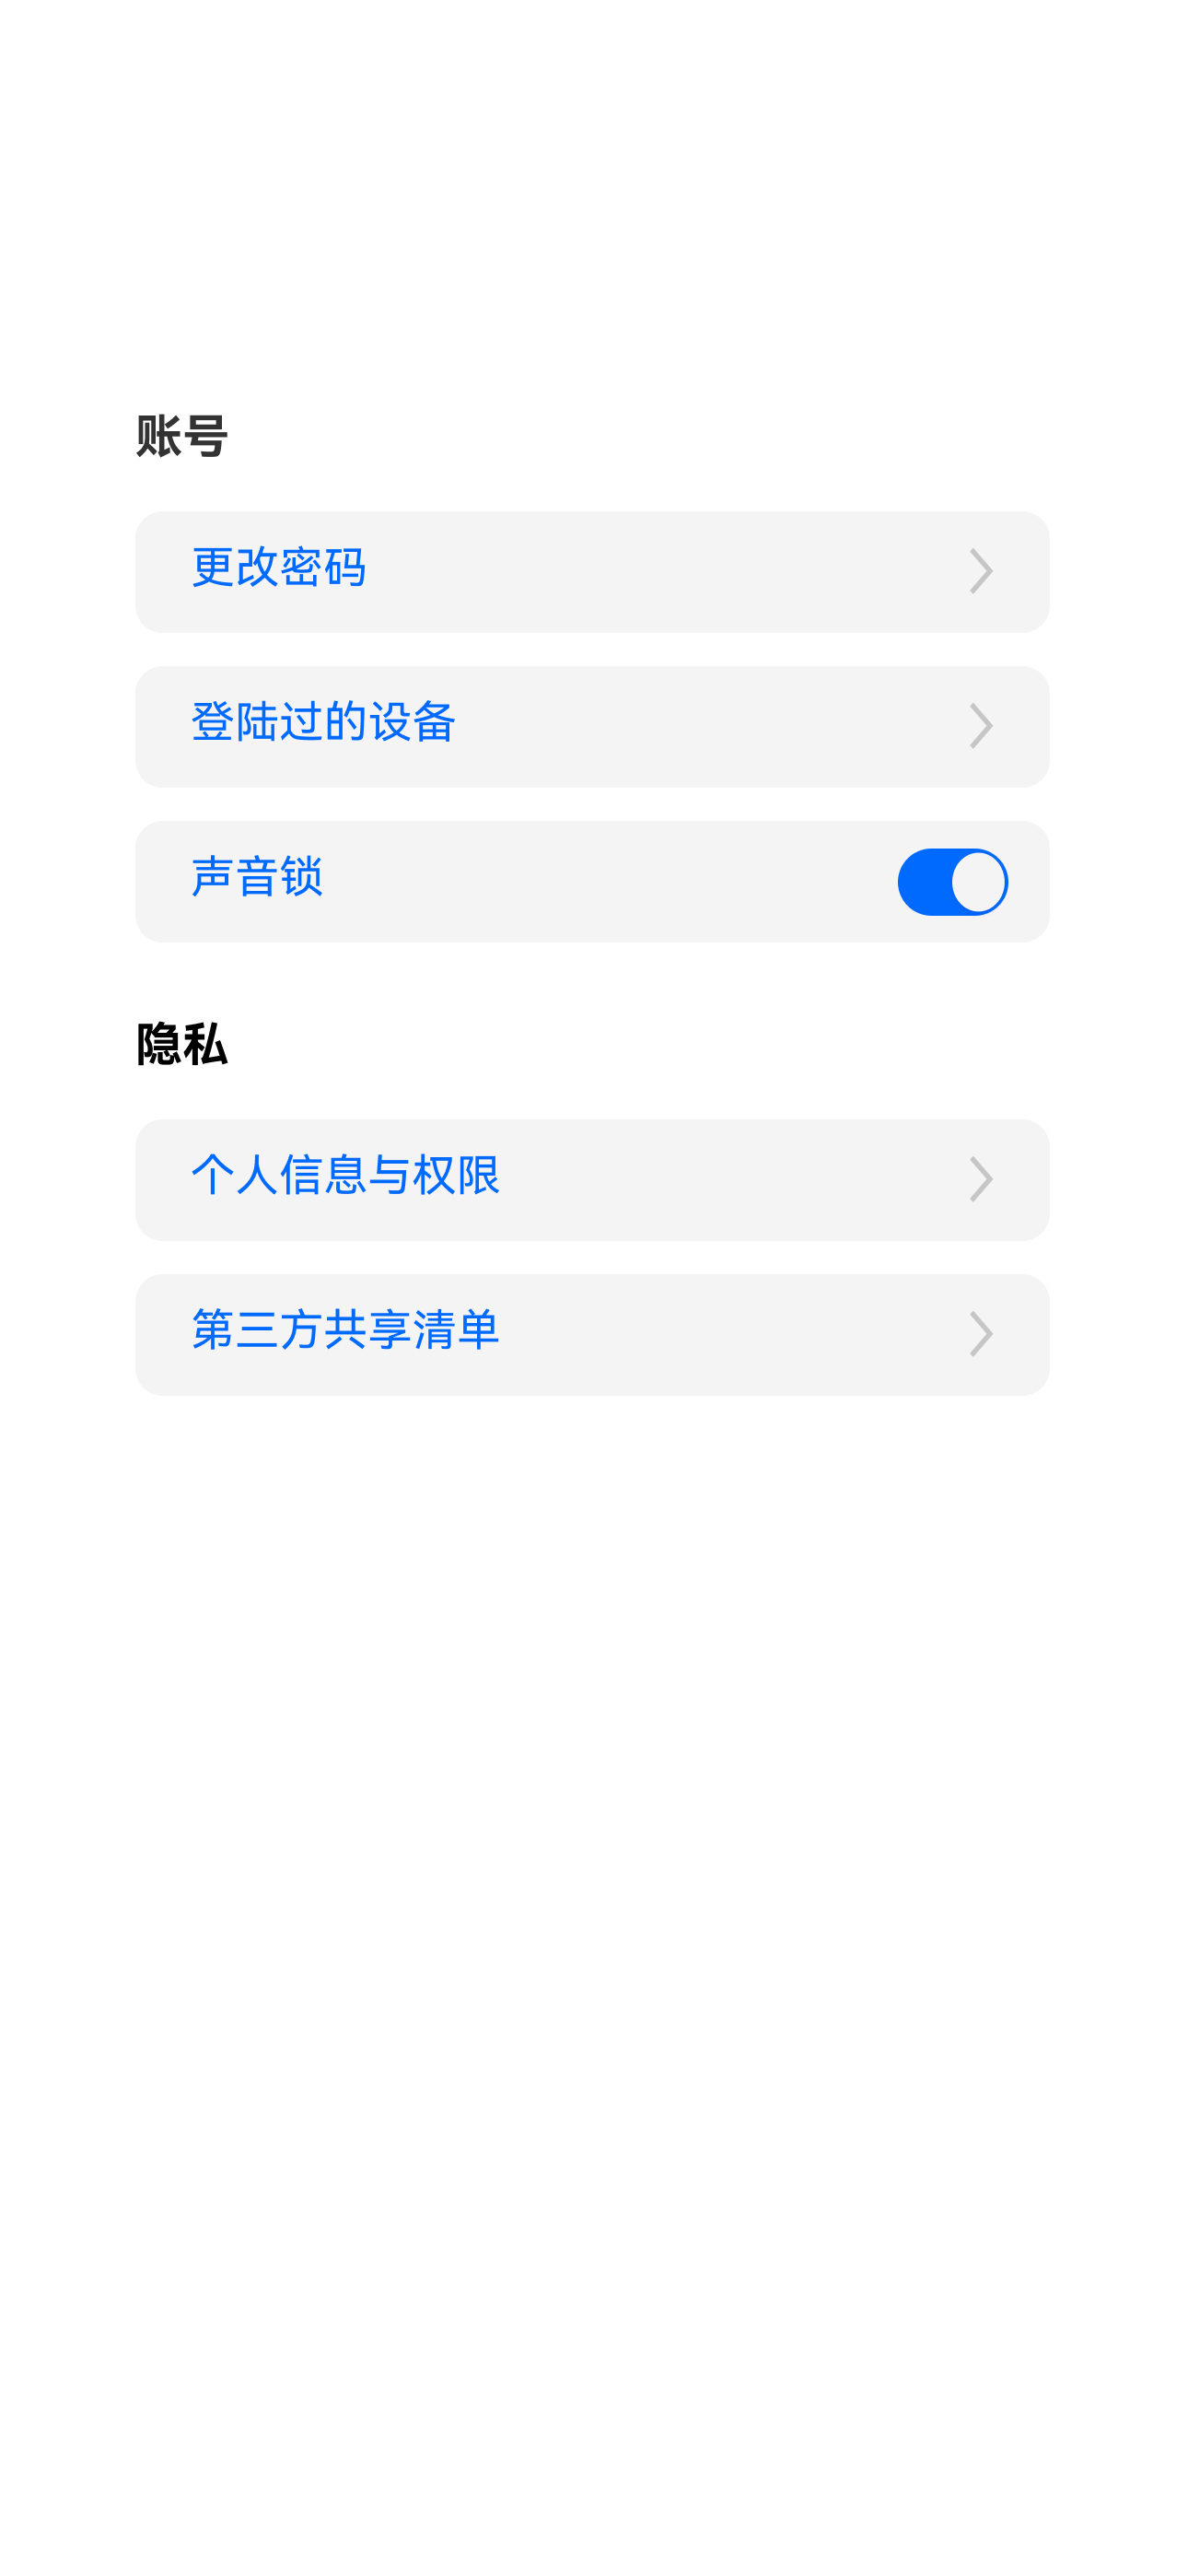 账号
更改密码
登陆过的设备
声音锁
隐私
个人信息与权限
第三方共享清单